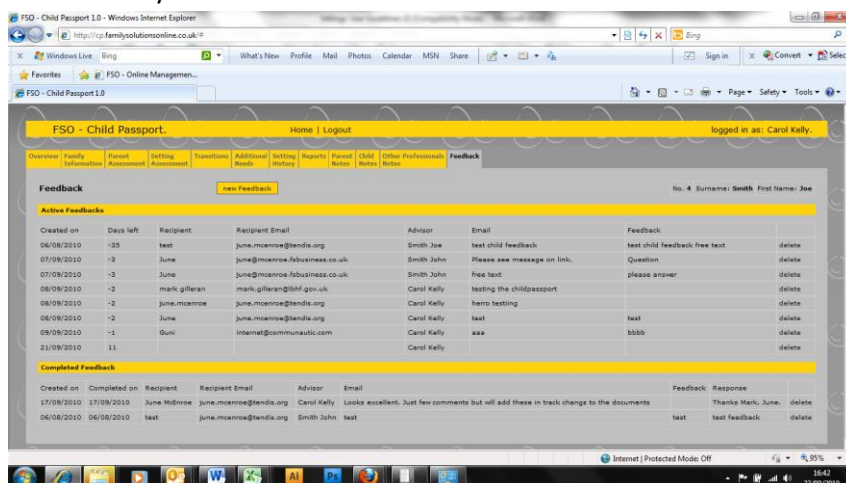 FSO - Child Passport 1.0 - Windows Internet Explorer
http://cp.familysolutionsonline.co.uk/#
Bing
x Windows Live Bing What's New Profile Mail Photos Calendar MSN Share Sign in x Convert Selec
Favorites FSO - Online Managemen...
FSO - Child Passport 1.0 Page Safety Tools
FSO - Child Passport. Home | Logout logged in as: Carol Kelly.
Overview Family Information Parent Assessment Setting Assessment Transitions Additional Needs Setting History Reports Parent Notes Child Notes Other Professionals Notes Feedback
Feedback new Feedback No. 4 Surname: Smith First Name: Joe
Active Feedbacks
Created on Days left Recipient Recipient Email Advisor Email Feedback
06/08/2010 -35 test june.mcenroe@tendis.org Smith Joe test child feedback test child feedback free text delete
07/09/2010 -3 June june@mcenroe.fsbusiness.co.uk Smith John Please see message on link. Question delete
07/09/2010 -3 June june@mcenroe.fsbusiness.co.uk Smith John free text please answer delete
08/09/2010 -2 mark gilleran mark.gilleran@lbhf.gov.uk Carol Kelly testing the childpassport delete
08/09/2010 -2 june.mcenroe june.mcenroe@tendis.org Carol Kelly herro testiing delete
08/09/2010 -2 June june.mcenroe@tendis.org Carol Kelly test test delete
09/09/2010 -1 Guni internet@communautic.com Carol Kelly aaa bbbb delete
21/09/2010 11 Carol Kelly delete
Completed Feedback
Created on Completed on Recipient Recipient Email Advisor Email Feedback Response
17/09/2010 17/09/2010 June McEnroe june.mcenroe@tendis.org Carol Kelly Looks excellent. Just few comments but will add these in track changs to the documents Thanks Mark, June. delete
06/08/2010 06/08/2010 test june.mcenroe@tendis.org Smith John test test test feedback delete
Internet | Protected Mode: Off 95%
16:42